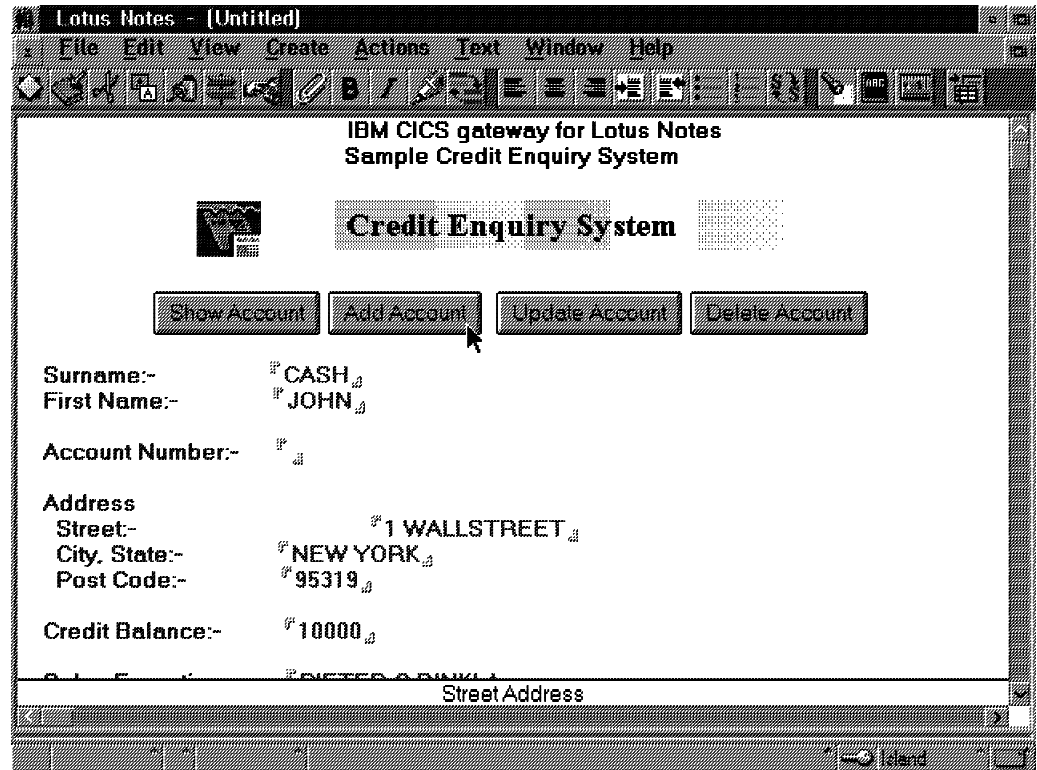 Lotus Notes - (Untitled)
File Edit View Create Actions Text Window Help
IBM CICS gateway for Lotus Notes
Sample Credit Enquiry System
Credit Enquiry System
Show Account Add Account Update Account Delete Account
Surname:- CASH
First Name:- JOHN
Account Number:-
Address
Street:- 1 WALLSTREET
City, State:- NEW YORK
Post Code:- 95319
Credit Balance:- 10000
Street Address
Island